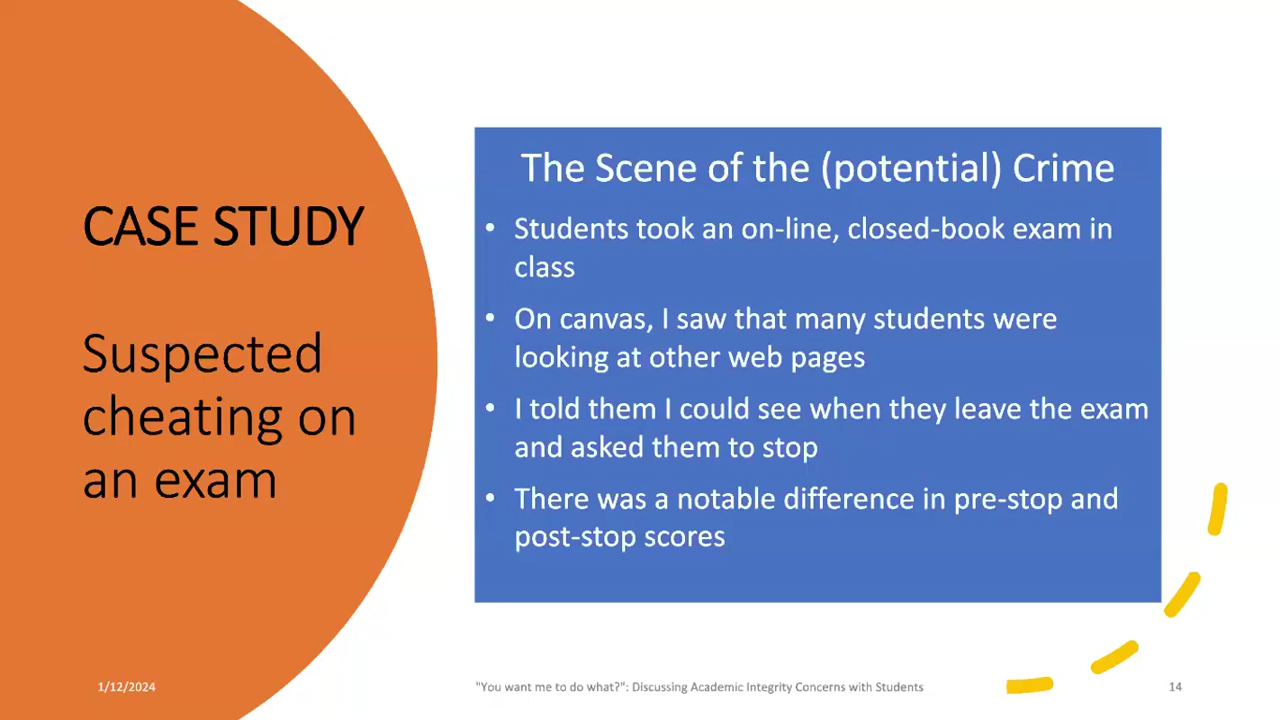 CASE STUDY
Suspected
cheating on
an exam
The Scene of the (potential) Crime
• Students took an on-line, closed-book exam in
class
• On canvas, I saw that many students were
looking at other web pages
• I told them I could see when they leave the exam
and asked them to stop
• There was a notable difference in pre-stop and
post-stop scores
1/12/2024
"You want me to do what?": Discussing Academic Integrity Concerns with Students
14